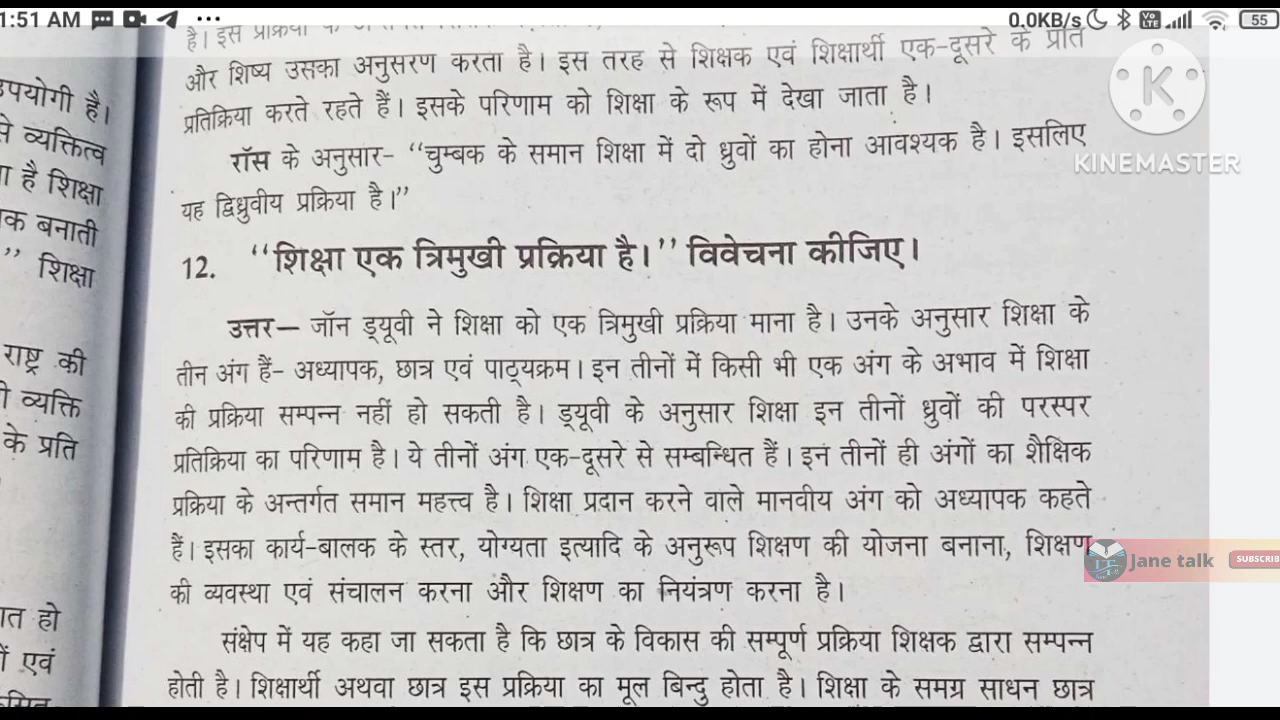 1:51 AM
0.0KB/s
55
है। इस प्रक्रिया
और शिष्य उसका अनुसरण करता है। इस तरह से शिक्षक एवं शिक्षार्थी एक-दूसरे के प्रति
प्रतिक्रिया करते रहते हैं। इसके परिणाम को शिक्षा के रूप में देखा जाता है।
रॉस के अनुसार- “चुम्बक के समान शिक्षा में दो ध्रुवों का होना आवश्यक है। इसलिए
यह द्विध्रुवीय प्रक्रिया है।”
KINEMASTER
12. “शिक्षा एक त्रिमुखी प्रक्रिया है।” विवेचना कीजिए।
उत्तर— जॉन ड्यूवी ने शिक्षा को एक त्रिमुखी प्रक्रिया माना है। उनके अनुसार शिक्षा के
तीन अंग हैं- अध्यापक, छात्र एवं पाठ्यक्रम। इन तीनों में किसी भी एक अंग के अभाव में शिक्षा
की प्रक्रिया सम्पन्न नहीं हो सकती है। ड्यूवी के अनुसार शिक्षा इन तीनों ध्रुवों की परस्पर
प्रतिक्रिया का परिणाम है। ये तीनों अंग एक-दूसरे से सम्बन्धित हैं। इन तीनों ही अंगों का शैक्षिक
प्रक्रिया के अन्तर्गत समान महत्त्व है। शिक्षा प्रदान करने वाले मानवीय अंग को अध्यापक कहते
हैं। इसका कार्य-बालक के स्तर, योग्यता इत्यादि के अनुरूप शिक्षण की योजना बनाना, शिक्षण
की व्यवस्था एवं संचालन करना और शिक्षण का नियंत्रण करना है।
संक्षेप में यह कहा जा सकता है कि छात्र के विकास की सम्पूर्ण प्रक्रिया शिक्षक द्वारा सम्पन्न
होती है। शिक्षार्थी अथवा छात्र इस प्रक्रिया का मूल बिन्दु होता है। शिक्षा के समग्र साधन छात्र
Jane talk
SUBSCRIB
उपयोगी है।
से व्यक्तित्व
है शिक्षा
क बनाती
” शिक्षा
राष्ट्र की
व्यक्ति
के प्रति
हो
एवं